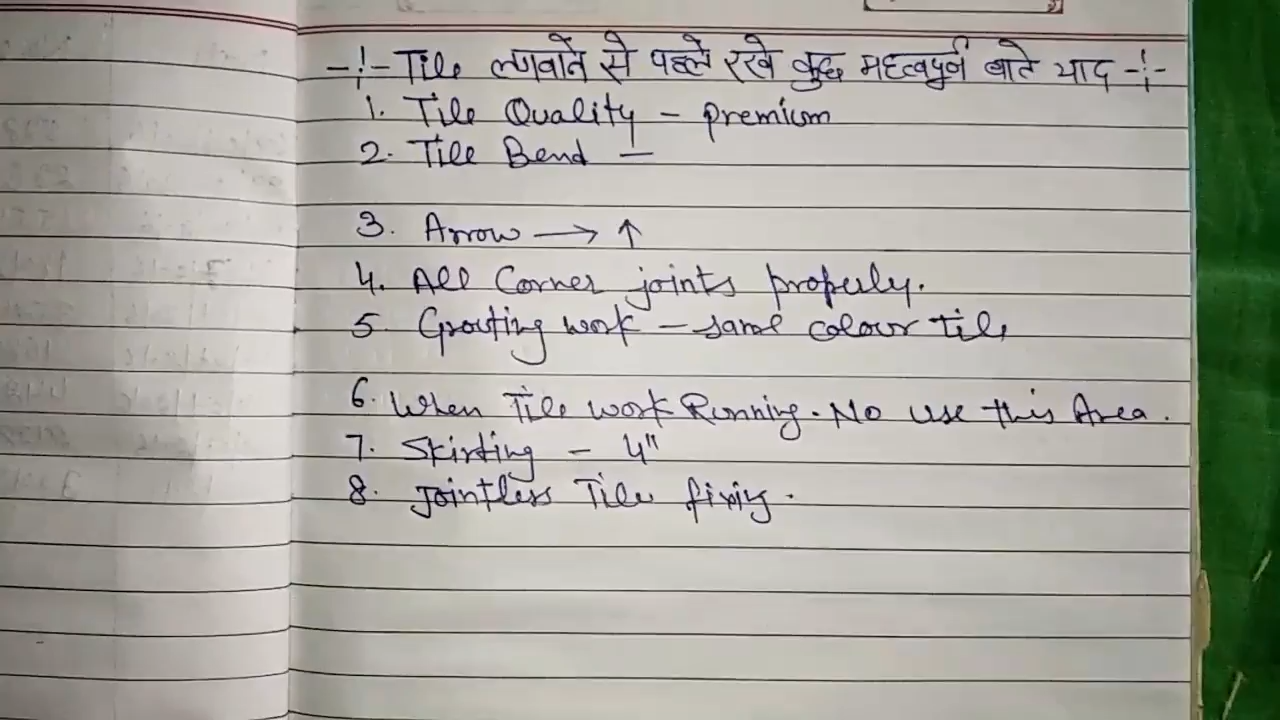 -!- Tile लगवाने से पहले रखे कुछ महत्वपूर्ण बाते याद -!-
1. Tile Quality - premium
2. Tile Bend -
3. Arrow → ↑
4. All Corner joints properly.
5 Grouting work - same colour tile
6. When Tile work Running. No use this Area.
7. Skirting - 4"
8. Jointless Tile fixing.